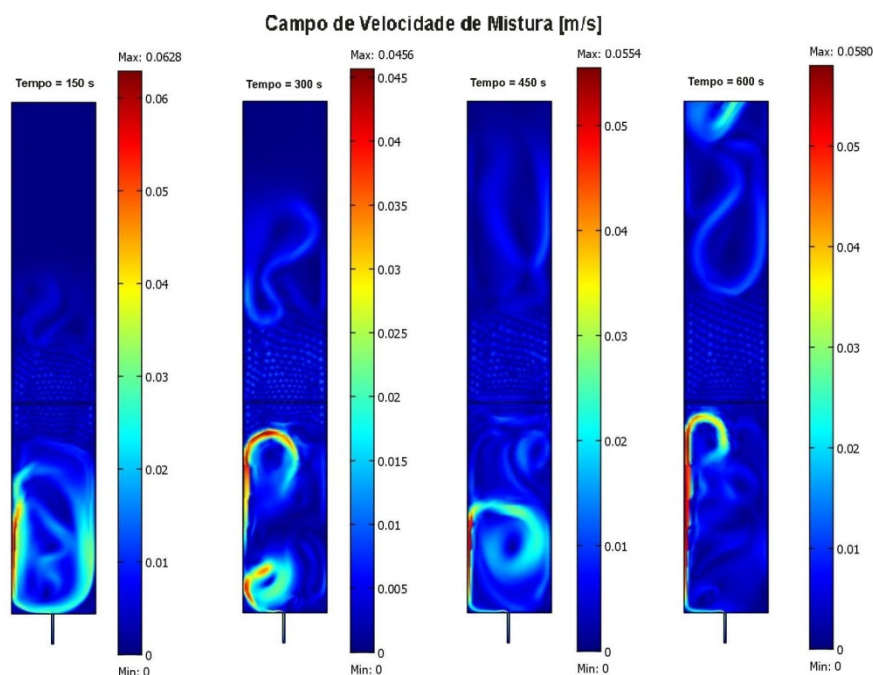 Campo de Velocidade de Mistura [m/s]
Max: 0.0628
Tempo = 150 s
0.06
0.05
0.04
0.03
0.02
0.01
0
Min: 0
Max: 0.0456
Tempo = 300 s
0.045
0.04
0.035
0.03
0.025
0.02
0.015
0.01
0.005
0
Min: 0
Max: 0.0554
Tempo = 450 s
0.05
0.04
0.03
0.02
0.01
0
Min: 0
Max: 0.0580
Tempo = 600 s
0.05
0.04
0.03
0.02
0.01
0
Min: 0